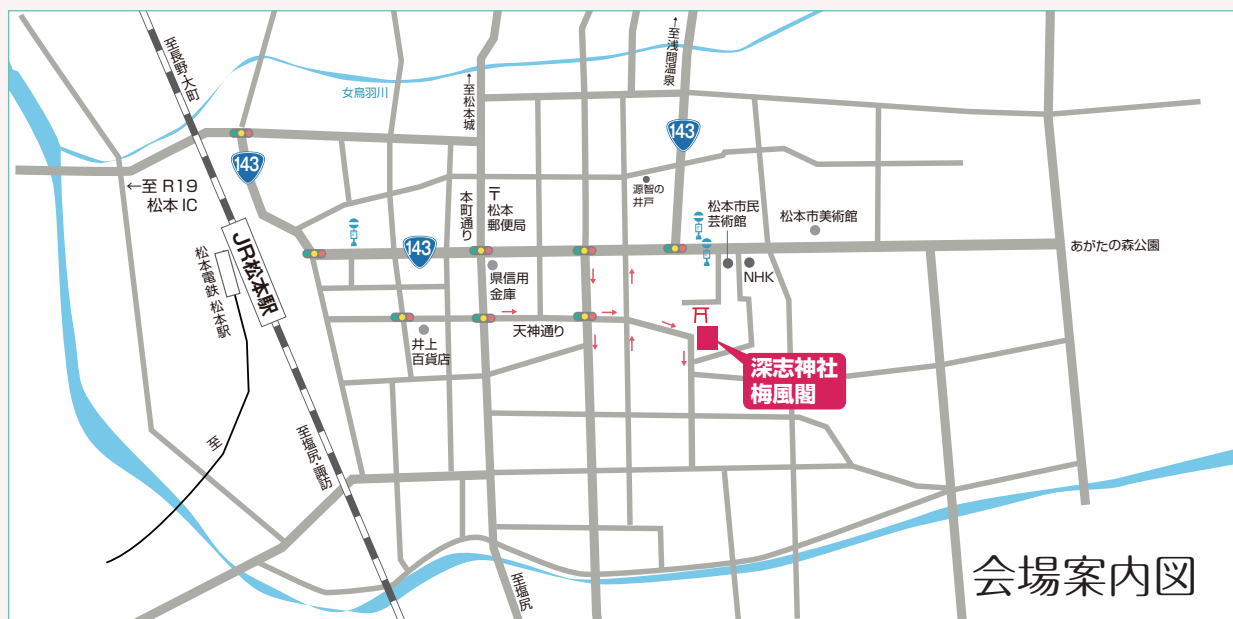 至長野・大町
女鳥羽川
←至松本城
←至浅間温泉
143
143
←至 R19
松本 IC
本町通り
〒
松本
郵便局
源智の
井戸
松本市民
芸術館
松本市美術館
JR松本駅
松本電鉄 松本駅
143
あがたの森公園
県信用
金庫
NHK
天神通り
井上
百貨店
深志神社
梅風閣
至
至塩尻・諏訪
至塩尻
会場案内図